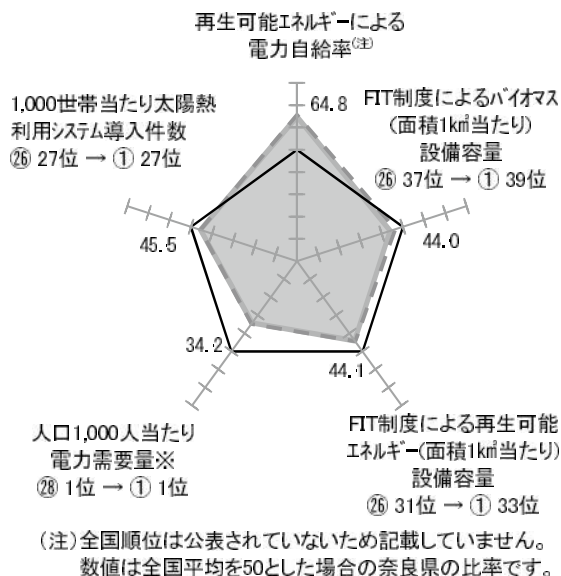 再生可能エネルギーによる
電力自給率(注)
64.8
1,000世帯当たり太陽熱
利用システム導入件数
㉖ 27位 → ① 27位
FIT制度によるバイオマス
(面積1㎢当たり)
設備容量
㉖ 37位 → ① 39位
45.5
44.0
34.2
44.1
人口1,000人当たり
電力需要量※
㉘ 1位 → ① 1位
FIT制度による再生可能
エネルギー(面積1㎢当たり)
設備容量
㉖ 31位 → ① 33位
(注)全国順位は公表されていないため記載していません。
数値は全国平均を50とした場合の奈良県の比率です。